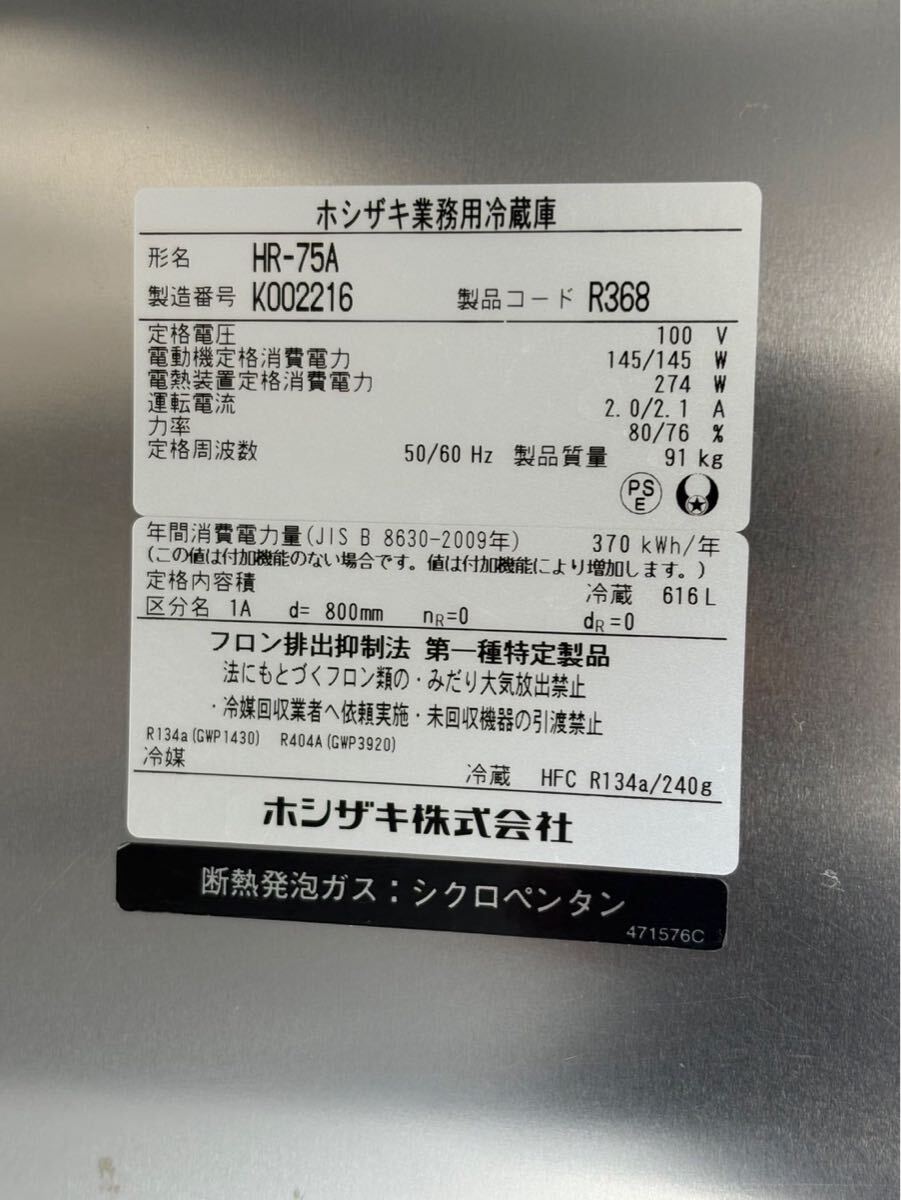 ホシザキ業務用冷蔵庫
形名 HR-75A
製造番号 K002216 製品コード R368
定格電圧 100 V
電動機定格消費電力 145/145 W
電熱装置定格消費電力 274 W
運転電流 2.0/2.1 A
力率 80/76 %
定格周波数 50/60 Hz 製品質量 91 kg
PS
E
年間消費電力量(JIS B 8630-2009年) 370 kWh/年
(この値は付加機能のない場合です。値は付加機能により増加します。)
定格内容積 冷蔵 616L
区分名 1A d= 800mm nR=0 dR=0
フロン排出抑制法 第一種特定製品
法にもとづくフロン類の・みだり大気放出禁止
・冷媒回収業者へ依頼実施・未回収機器の引渡禁止
R134a(GWP1430) R404A(GWP3920)
冷媒
冷蔵 HFC R134a/240g
ホシザキ株式会社
断熱発泡ガス：シクロペンタン
471576C